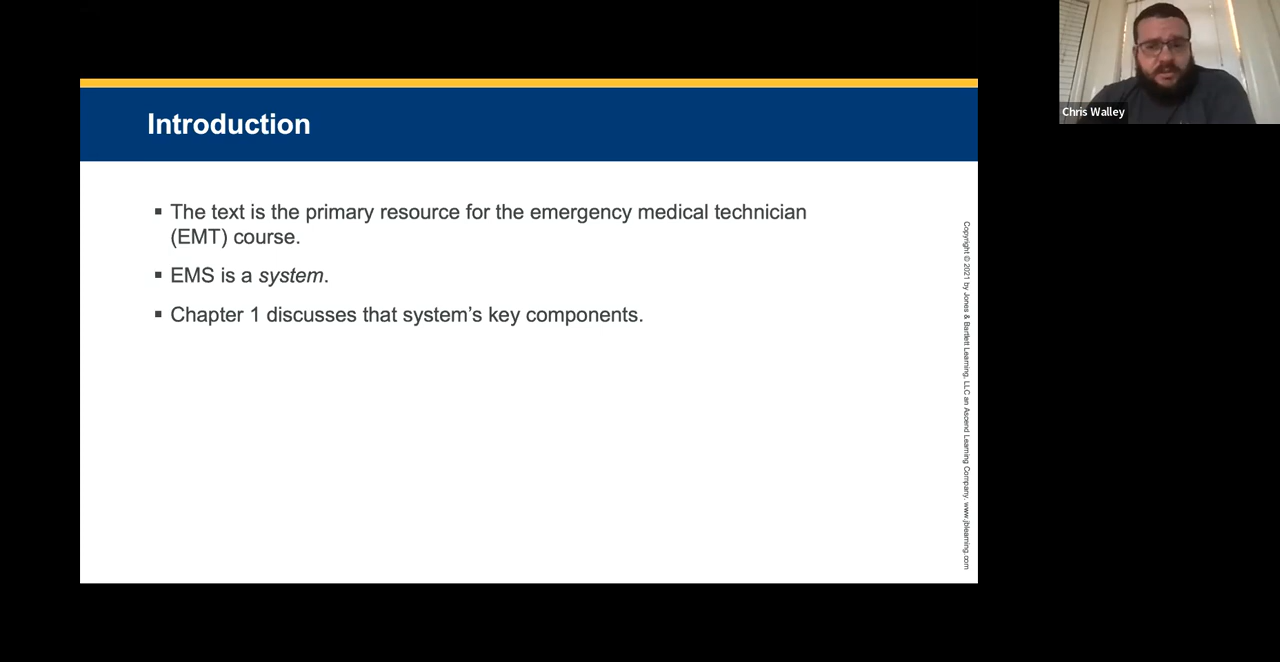 Introduction
▪ The text is the primary resource for the emergency medical technician
(EMT) course.
▪ EMS is a system.
▪ Chapter 1 discusses that system’s key components.
Copyright © 2021 by Jones & Bartlett Learning, LLC an Ascend Learning Company. www.jblearning.com
Chris Walley